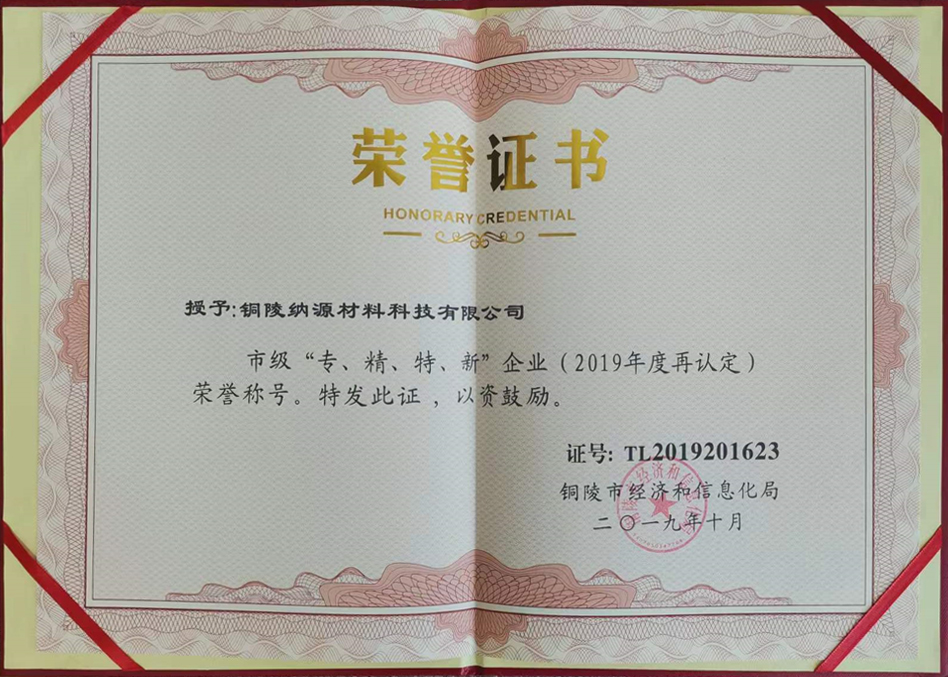 荣誉证书
HONORARY CREDENTIAL
授予:铜陵纳源材料科技有限公司
市级“专、精、特、新”企业（2019年度再认定）
荣誉称号。特发此证，以资鼓励。
证号: TL2019201623
铜陵市经济和信息化局
二〇一九年十月